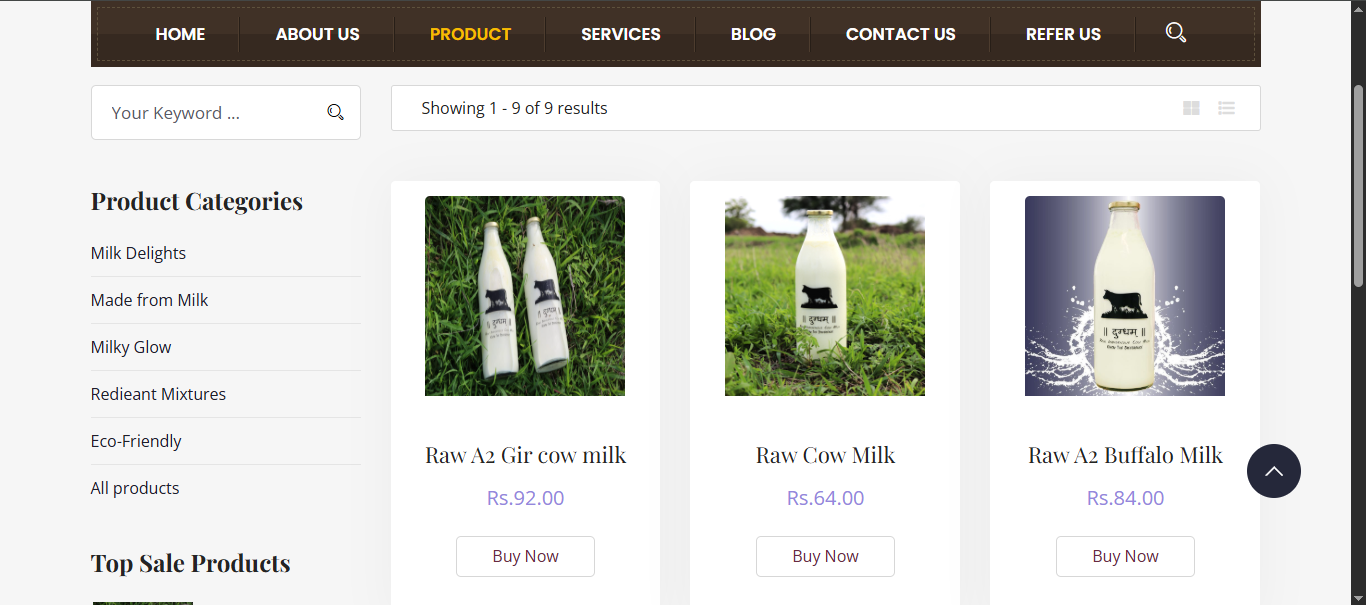 HOME ABOUT US PRODUCT SERVICES BLOG CONTACT US REFER US
Your Keyword ...
Showing 1 - 9 of 9 results
Product Categories
Milk Delights
Made from Milk
Milky Glow
Redieant Mixtures
Eco-Friendly
All products
Top Sale Products
॥ दुग्धम् ॥
॥ दुग्धम् ॥
Raw A2 Gir cow milk
Rs.92.00
Buy Now
॥ दुग्धम् ॥
Raw Cow Milk
Rs.64.00
Buy Now
॥ दुग्धम् ॥
Raw A2 Buffalo Milk
Rs.84.00
Buy Now